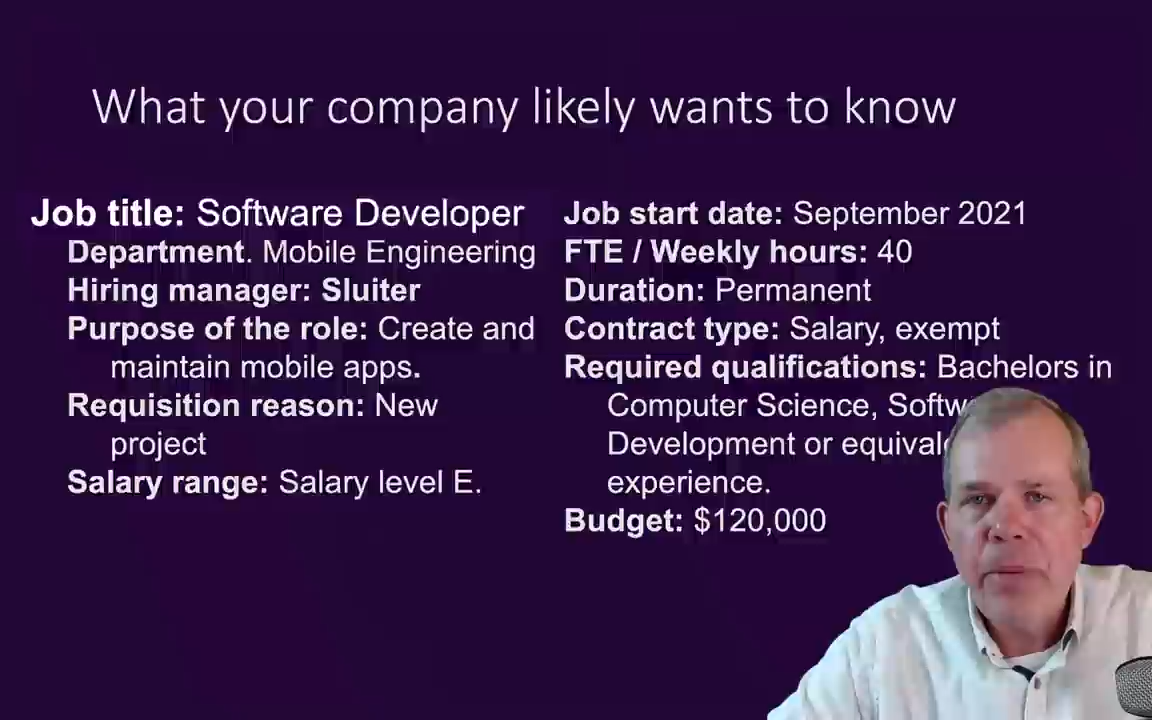 What your company likely wants to know
Job title: Software Developer
Department. Mobile Engineering
Hiring manager: Sluiter
Purpose of the role: Create and
maintain mobile apps.
Requisition reason: New
project
Salary range: Salary level E.
Job start date: September 2021
FTE / Weekly hours: 40
Duration: Permanent
Contract type: Salary, exempt
Required qualifications: Bachelors in
Computer Science,
Development or
experience.
Budget: $120,000